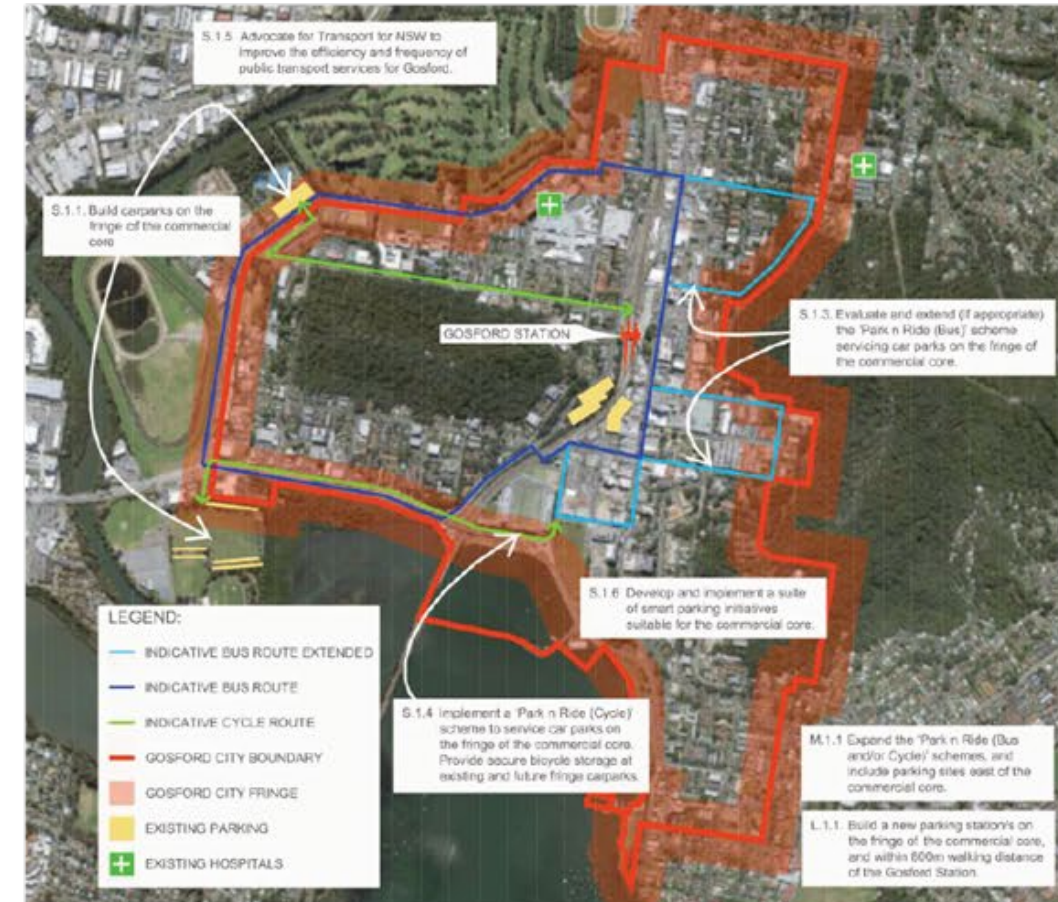 S.1.5 Advocate for Transport for NSW to
improve the efficiency and frequency of
public transport services for Gosford.
S.1.1. Build carparks on the
fringe of the commercial
core
GOSFORD STATION
S.1.3. Evaluate and extend (if appropriate)
the 'Park n Ride (Bus)' scheme
servicing car parks on the fringe of
the commercial core.
S.1.6 Develop and implement a suite
of smart parking initiatives
suitable for the commercial core.
LEGEND:
INDICATIVE BUS ROUTE EXTENDED
INDICATIVE BUS ROUTE
INDICATIVE CYCLE ROUTE
GOSFORD CITY BOUNDARY
GOSFORD CITY FRINGE
EXISTING PARKING
EXISTING HOSPITALS
S.1.4 Implement a 'Park n Ride (Cycle)'
scheme to service car parks on
the fringe of the commercial core.
Provide secure bicycle storage at
existing and future fringe carparks.
M.1.1 Expand the 'Park n Ride (Bus
and/or Cycle)' schemes, and
include parking sites east of the
commercial core.
L.1.1. Build a new parking station/s on
the fringe of the commercial core,
and within 800m walking distance
of the Gosford Station.